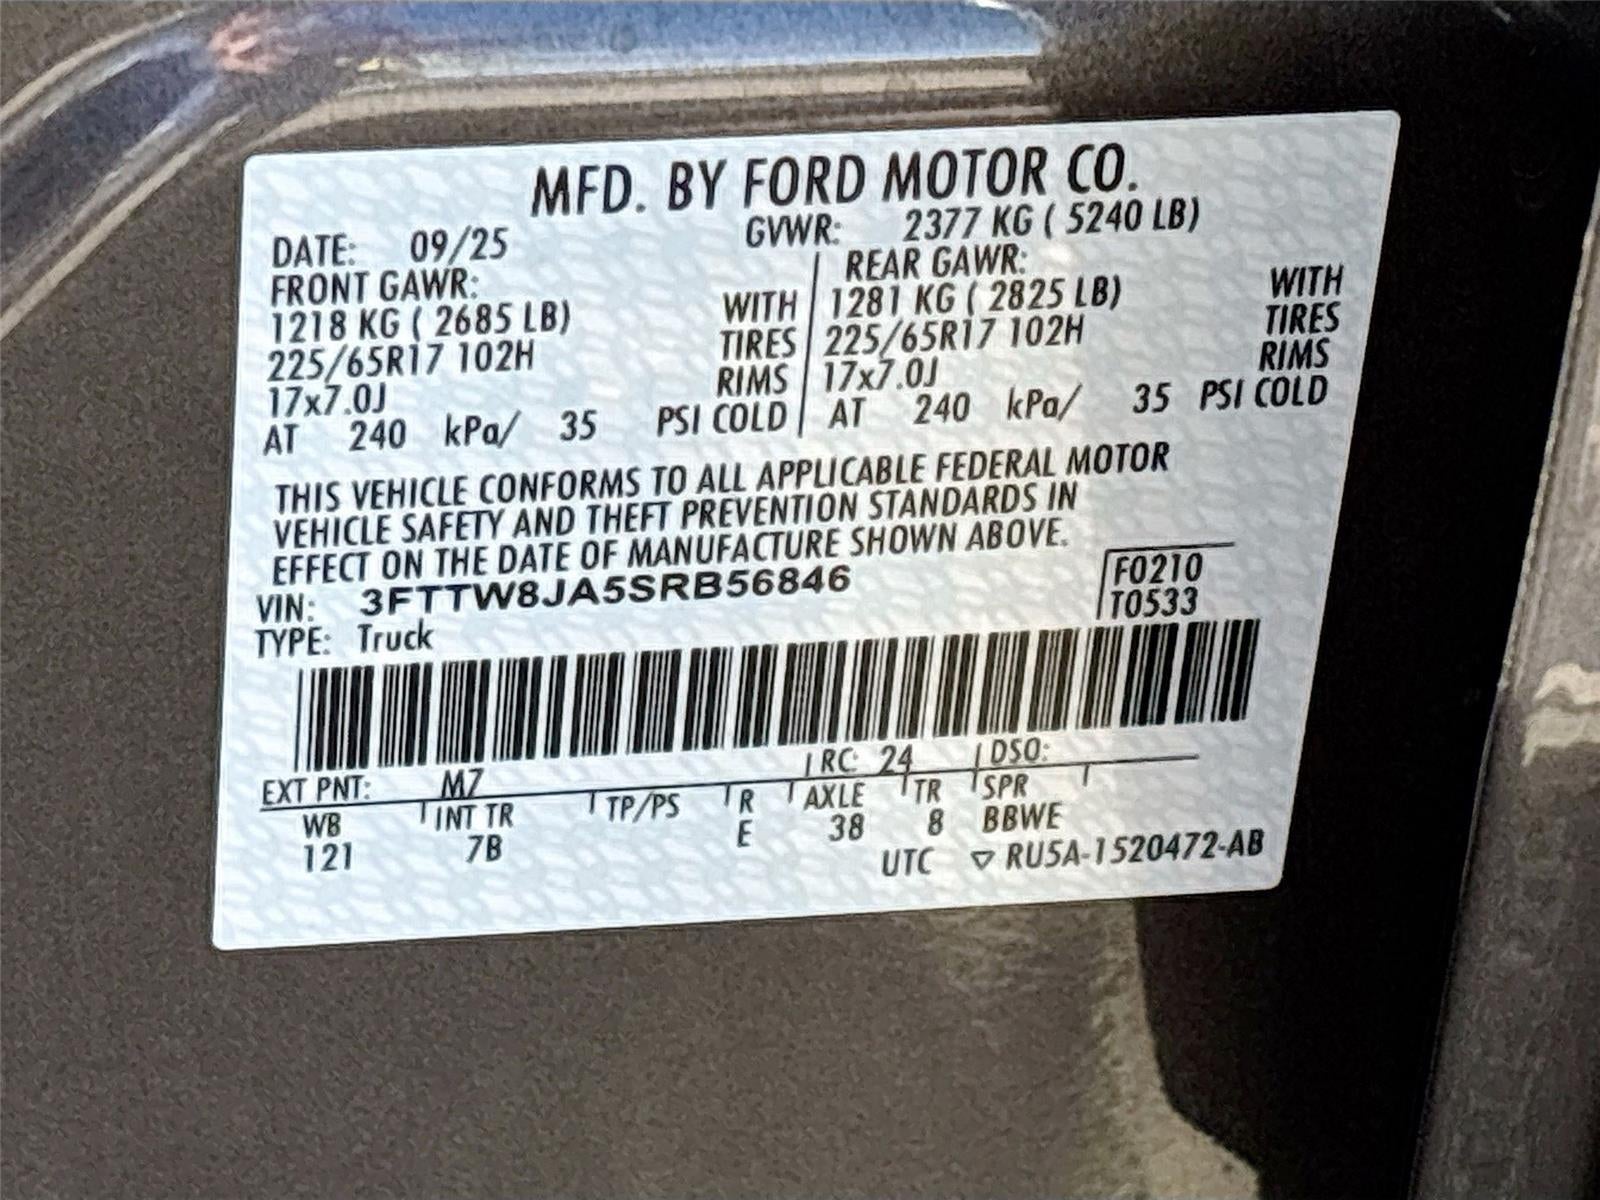 MFD. BY FORD MOTOR CO.
DATE: 09/25 GVWR: 2377 KG ( 5240 LB)
FRONT GAWR: REAR GAWR:
1218 KG ( 2685 LB) WITH 1281 KG ( 2825 LB) WITH
225/65R17 102H TIRES 225/65R17 102H TIRES
17x7.0J RIMS 17x7.0J RIMS
AT 240 kPa/ 35 PSI COLD AT 240 kPa/ 35 PSI COLD
THIS VEHICLE CONFORMS TO ALL APPLICABLE FEDERAL MOTOR
VEHICLE SAFETY AND THEFT PREVENTION STANDARDS IN
EFFECT ON THE DATE OF MANUFACTURE SHOWN ABOVE.
VIN: 3FTTW8JA5SRB56846 F0210
TYPE: Truck T0533
EXT PNT: M7 RC: 24 DSO:
WB INT TR TP/PS R AXLE TR SPR
121 7B E 38 8 BBWE
UTC ▽ RU5A-1520472-AB